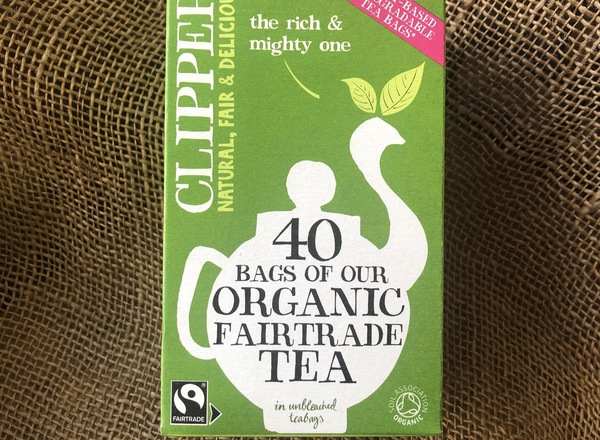 CLIPPER
NATURAL, FAIR & DELICIOUS
the rich &
mighty one
-BASED
TEA BAGS*
40
BAGS OF OUR
ORGANIC
FAIRTRADE
TEA
in unbleached
teabags
FAIRTRADE
SOIL ASSOCIATION
ORGANIC